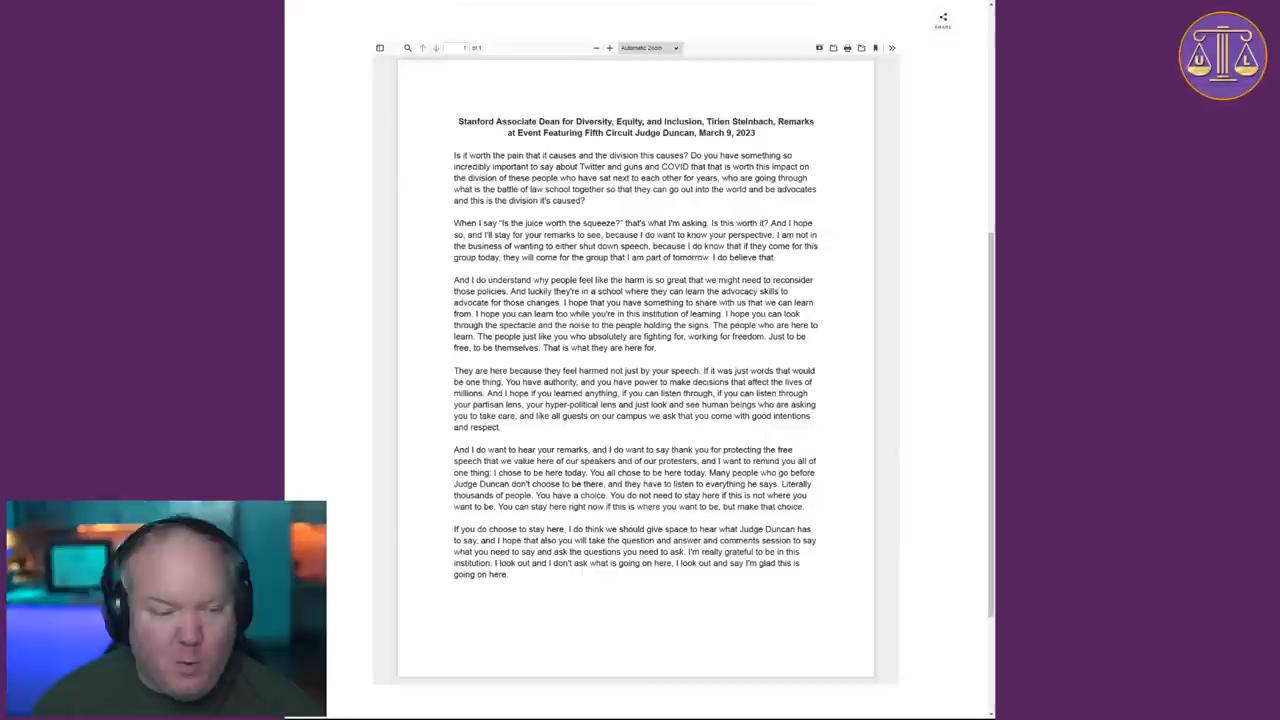 SHARE
1 of 1
Automatic Zoom
U L
Stanford Associate Dean for Diversity, Equity, and Inclusion, Tirien Steinbach, Remarks
at Event Featuring Fifth Circuit Judge Duncan, March 9, 2023
Is it worth the pain that it causes and the division this causes? Do you have something so
incredibly important to say about Twitter and guns and COVID that that is worth this impact on
the division of these people who have sat next to each other for years, who are going through
what is the battle of law school together so that they can go out into the world and be advocates
and this is the division it's caused?
When I say “Is the juice worth the squeeze?” that's what I'm asking. Is this worth it? And I hope
so, and I'll stay for your remarks to see, because I do want to know your perspective. I am not in
the business of wanting to either shut down speech, because I do know that if they come for this
group today, they will come for the group that I am part of tomorrow. I do believe that.
And I do understand why people feel like the harm is so great that we might need to reconsider
those policies. And luckily they're in a school where they can learn the advocacy skills to
advocate for those changes. I hope that you have something to share with us that we can learn
from. I hope you can learn too while you're in this institution of learning. I hope you can look
through the spectacle and the noise to the people holding the signs. The people who are here to
learn. The people just like you who absolutely are fighting for, working for freedom. Just to be
free, to be themselves. That is what they are here for.
They are here because they feel harmed not just by your speech. If it was just words that would
be one thing. You have authority, and you have power to make decisions that affect the lives of
millions. And I hope if you learned anything, if you can listen through, if you can listen through
your partisan lens, your hyper-political lens and just look and see human beings who are asking
you to take care, and like all guests on our campus we ask that you come with good intentions
and respect.
And I do want to hear your remarks, and I do want to say thank you for protecting the free
speech that we value here of our speakers and of our protesters, and I want to remind you all of
one thing: I chose to be here today. You all chose to be here today. Many people who go before
Judge Duncan don't choose to be there, and they have to listen to everything he says. Literally
thousands of people. You have a choice. You do not need to stay here if this is not where you
want to be. You can stay here right now if this is where you want to be, but make that choice.
If you do choose to stay here, I do think we should give space to hear what Judge Duncan has
to say, and I hope that also you will take the question and answer and comments session to say
what you need to say and ask the questions you need to ask. I'm really grateful to be in this
institution. I look out and I don't ask what is going on here, I look out and say I'm glad this is
going on here.